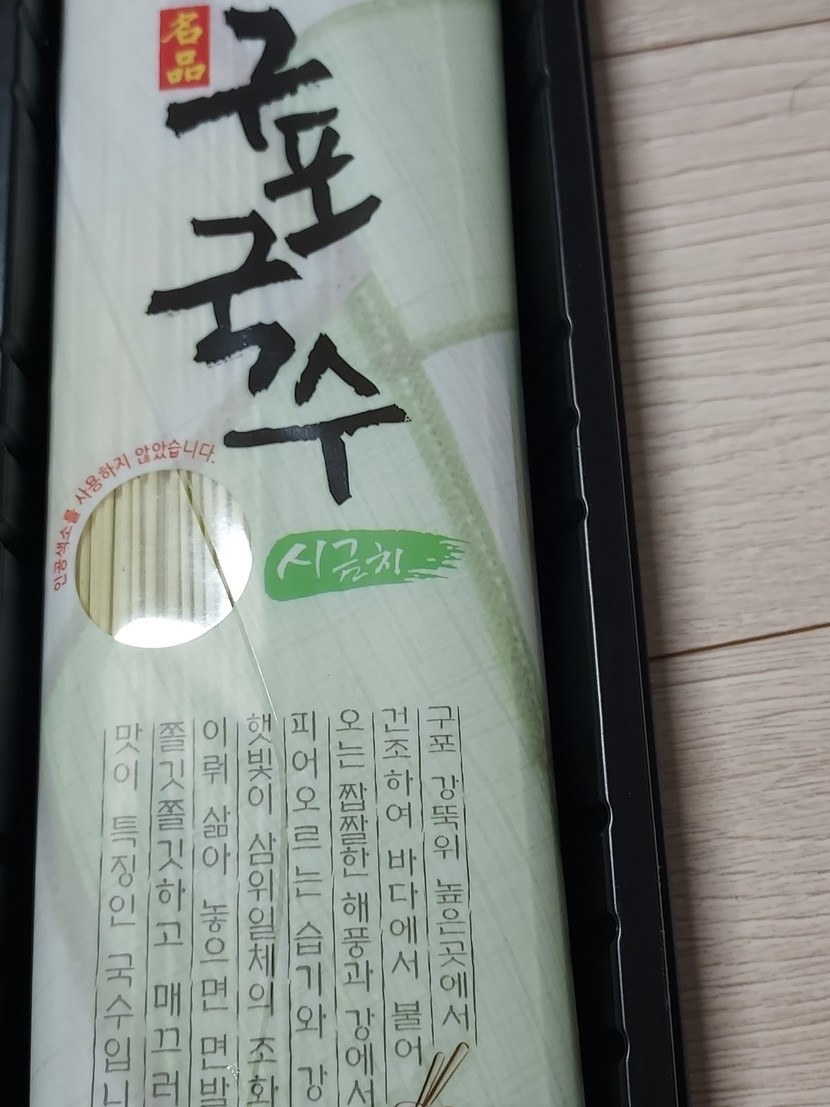 名品
구포국수
인공색소를 사용하지 않았습니다.
시금치
구포 강뚝위 높은곳에서
건조하여 바다에서 불어
오는 짭짤한 해풍과 강에서
피어오르는 습기와 강
햇빛이 삼위일체의 조화
이뤄 삶아 놓으면 면발
쫄깃쫄깃하고 매끄러
맛이 특징인 국수입니